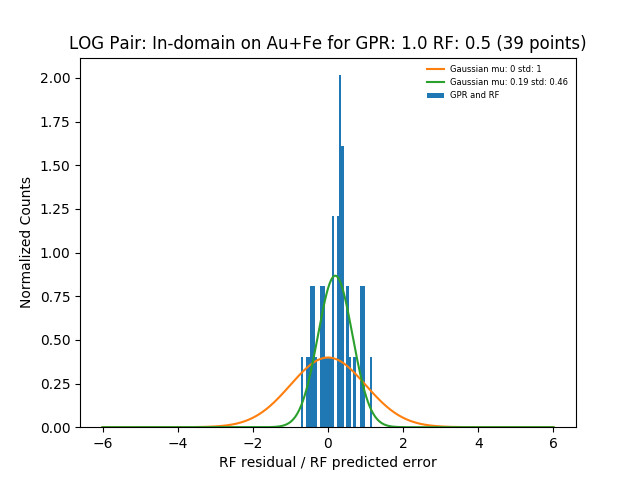 LOG Pair: In-domain on Au+Fe for GPR: 1.0 RF: 0.5 (39 points)
Gaussian mu: 0 std: 1
Gaussian mu: 0.19 std: 0.46
GPR and RF
Normalized Counts
2.00
1.75
1.50
1.25
1.00
0.75
0.50
0.25
0.00
−6 −4 −2 0 2 4 6
RF residual / RF predicted error